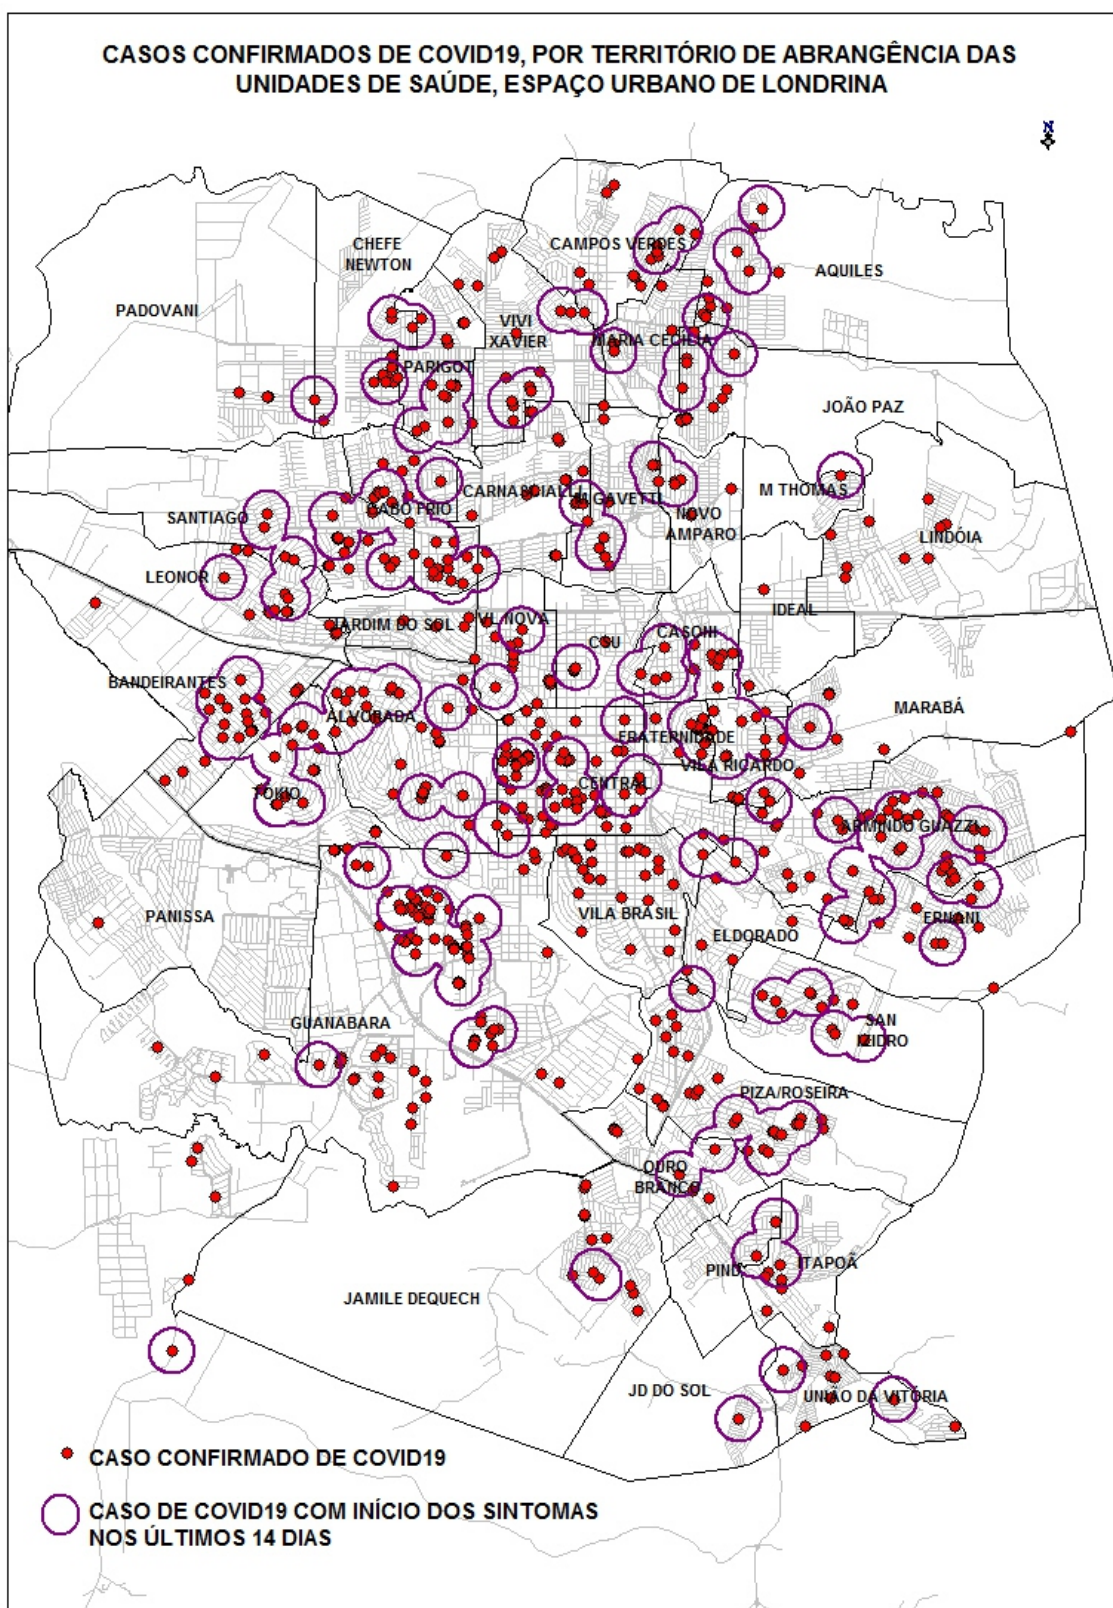 CASOS CONFIRMADOS DE COVID19, POR TERRITÓRIO DE ABRANGÊNCIA DAS
UNIDADES DE SAÚDE, ESPAÇO URBANO DE LONDRINA
N
CHEFE
NEWTON
CAMPOS VERDES
AQUILES
PADOVANI
VIVI
XAVIER
MARIA CECÍLIA
PARIGOT
JOÃO PAZ
CARNASCIALLI
M GAVETTI
M THOMAS
CABO FRIO
SANTIAGO
NOVO
AMPARO
LINDÓIA
LEONOR
IDEAL
JARDIM DO SOL
VL NOVA
CSU
CASONI
BANDEIRANTES
ALVORADA
MARABÁ
FRATERNIDADE
VILA RICARDO
TOKIO
CENTRAL
ARMINDO GUAZZI
PANISSA
VILA BRASIL
ELDORADO
ERNANI
GUANABARA
SAN
IZIDRO
PIZA/ROSEIRA
OURO
BRANCO
PIND.
ITAPOÃ
JAMILE DEQUECH
JD DO SOL
UNIÃO DA VITÓRIA
CASO CONFIRMADO DE COVID19
CASO DE COVID19 COM INÍCIO DOS SINTOMAS
NOS ÚLTIMOS 14 DIAS